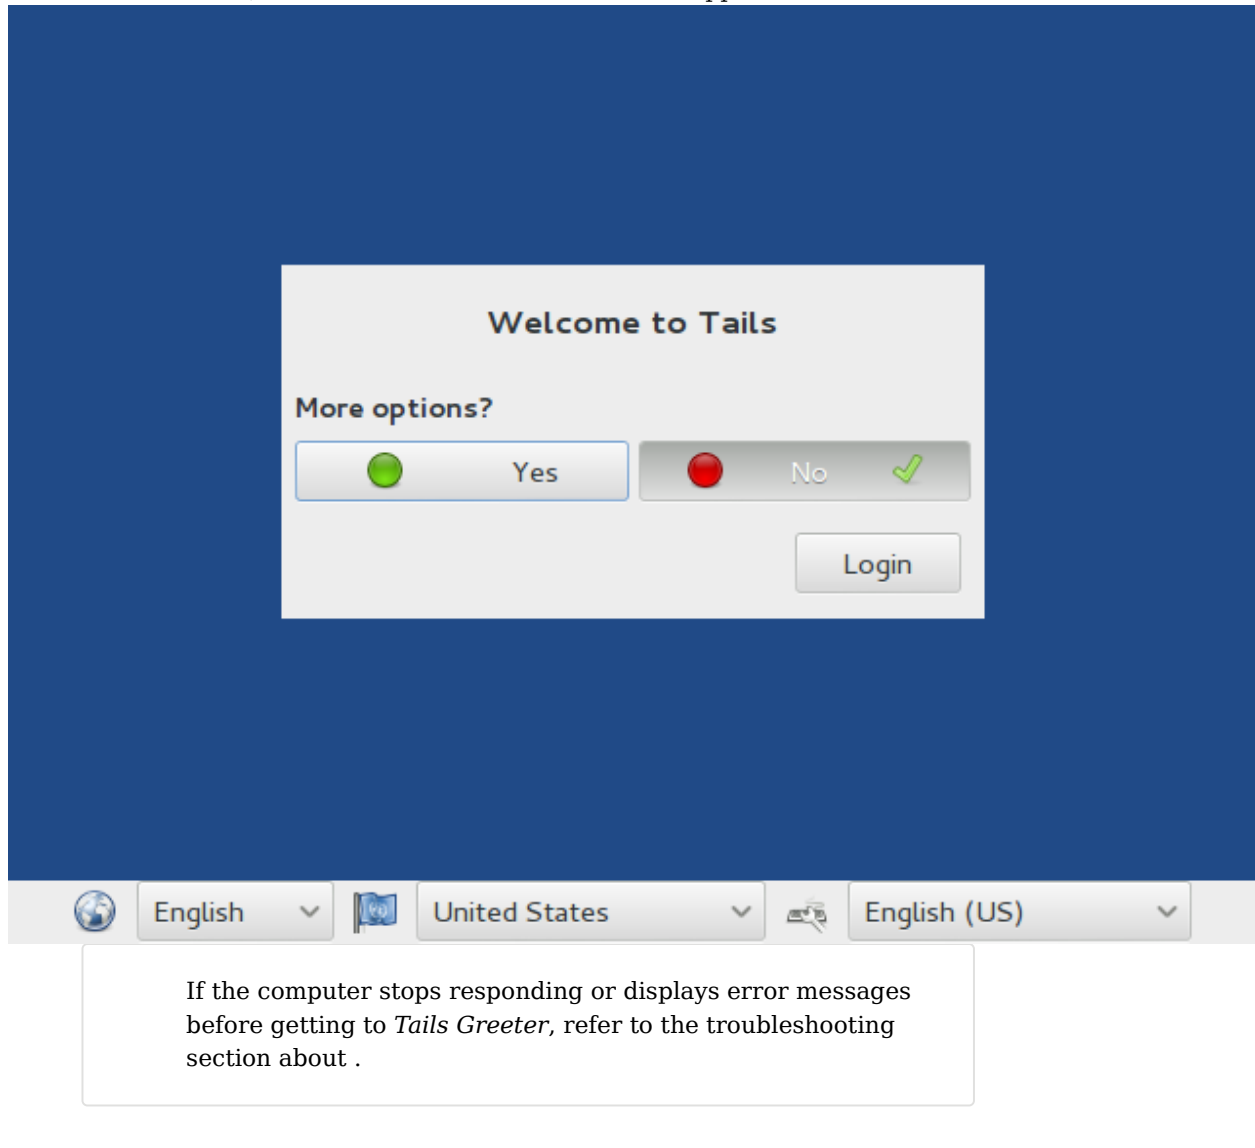 Welcome to Tails
More options?
Yes No
Login
English United States English (US)
If the computer stops responding or displays error messages
before getting to Tails Greeter, refer to the troubleshooting
section about .